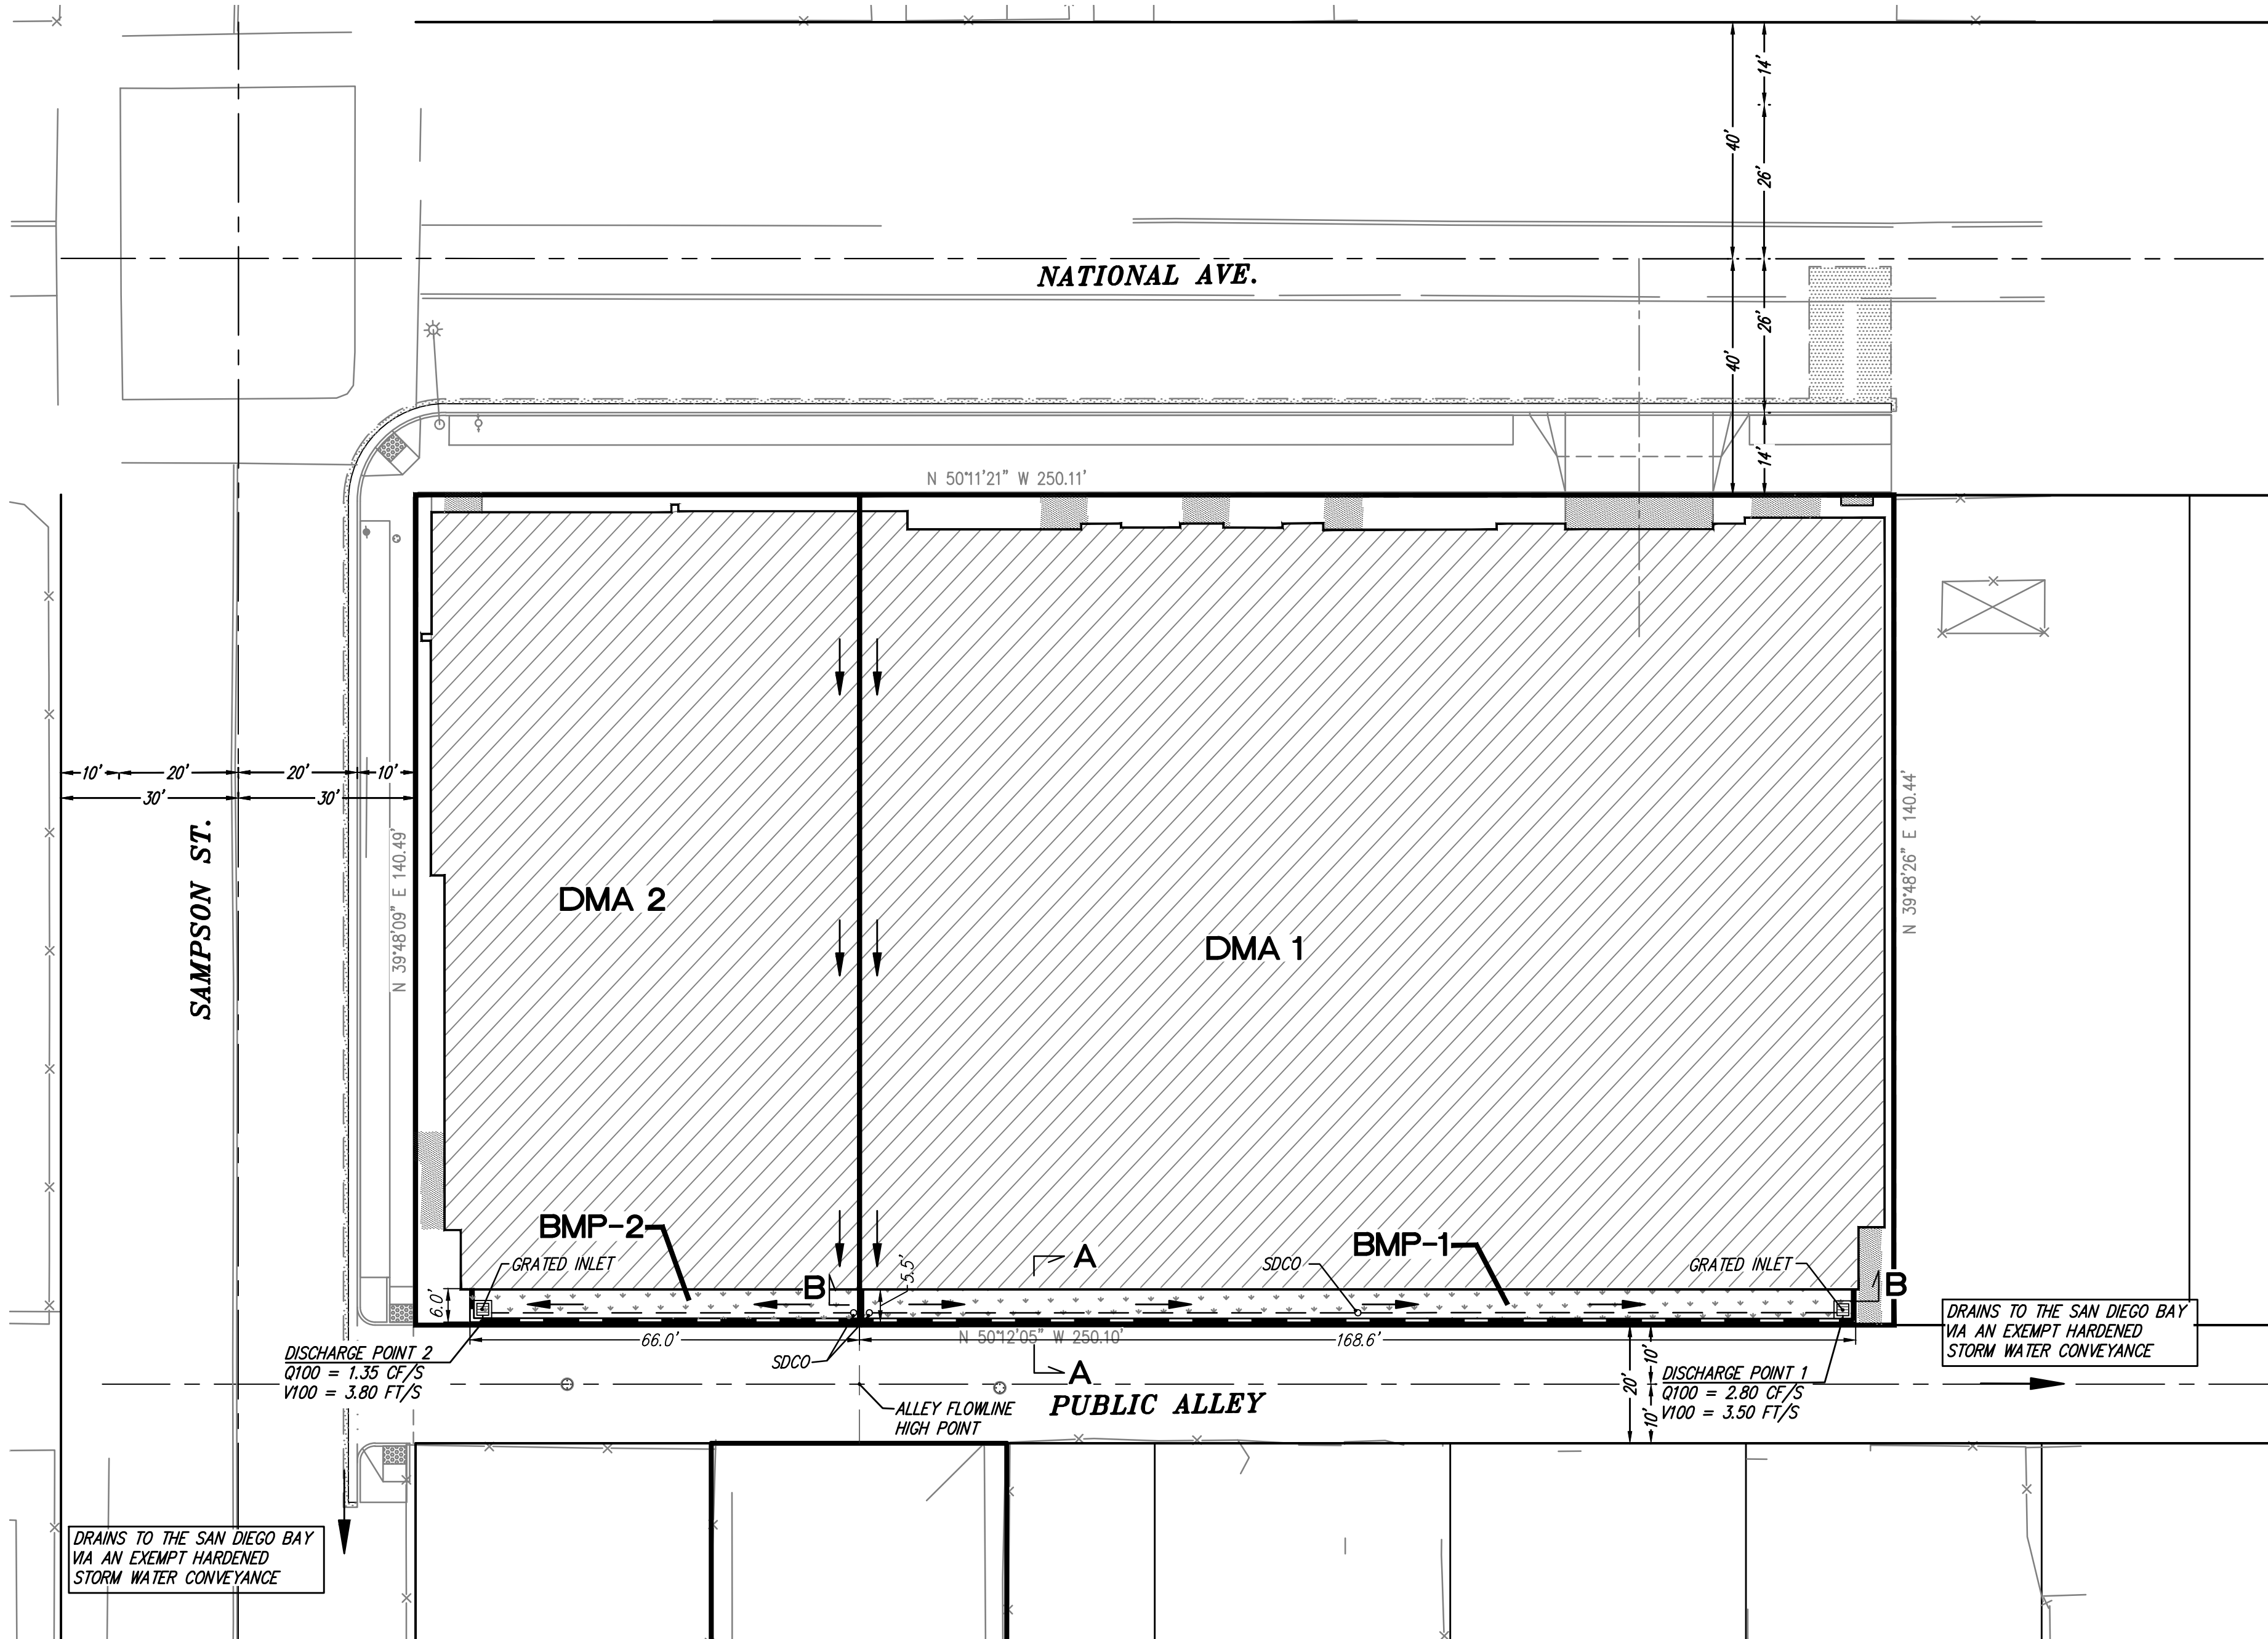 14'
40'
26'
NATIONAL AVE.
26'
40'
14'
N 50°11'21" W 250.11'
10'
20'
20'
10'
30'
30'
SAMPSON ST.
N 39°48'09" E 140.49'
N 39°48'26" E 140.44'
DMA 2
DMA 1
BMP-2
GRATED INLET
B
5.5'
A
SDCO
BMP-1
GRATED INLET
B
6.0'
66.0'
N 50°12'05" W 250.10'
168.6'
DRAINS TO THE SAN DIEGO BAY
VIA AN EXEMPT HARDENED
STORM WATER CONVEYANCE
DISCHARGE POINT 2
Q100 = 1.35 CF/S
V100 = 3.80 FT/S
SDCO
A
20'
10'
10'
DISCHARGE POINT 1
Q100 = 2.80 CF/S
V100 = 3.50 FT/S
ALLEY FLOWLINE
HIGH POINT
PUBLIC ALLEY
DRAINS TO THE SAN DIEGO BAY
VIA AN EXEMPT HARDENED
STORM WATER CONVEYANCE